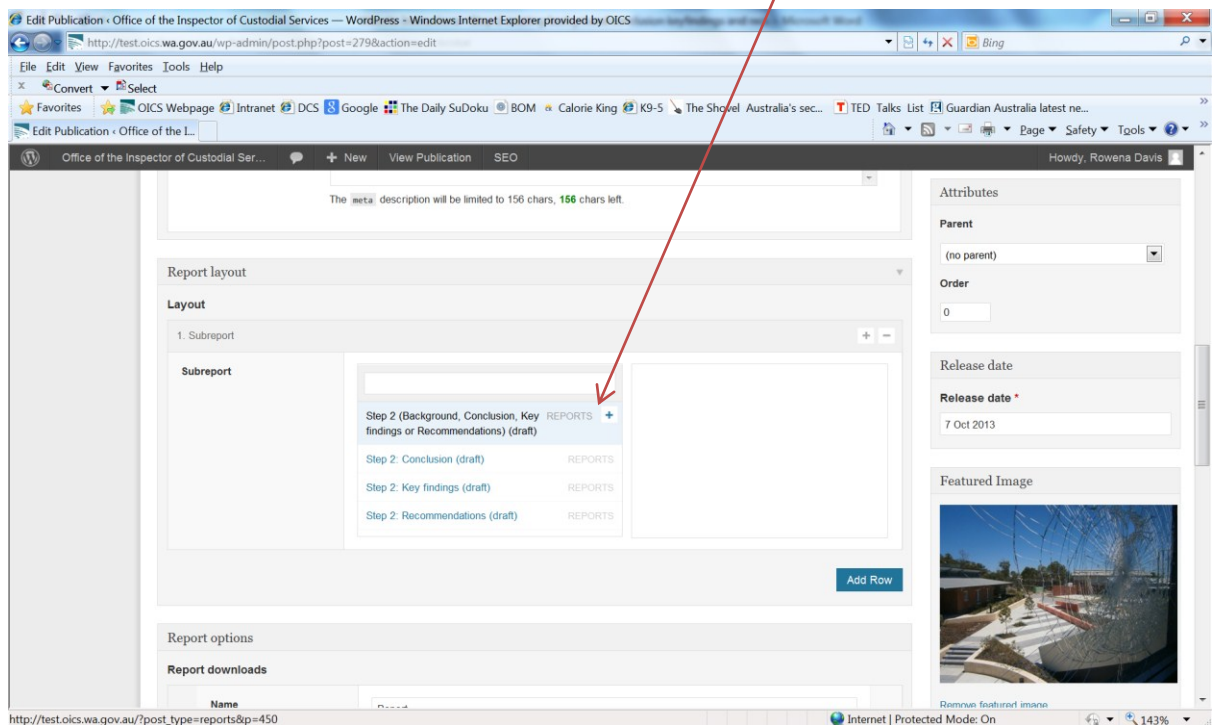 Edit Publication ‹ Office of the Inspector of Custodial Services — WordPress - Windows Internet Explorer provided by OICS
http://test.oics.wa.gov.au/wp-admin/post.php?post=279&action=edit
Bing
File Edit View Favorites Tools Help
x Convert Select
Favorites OICS Webpage Intranet DCS Google The Daily SuDoku BOM Calorie King K9-5 The Shovel Australia's sec... TED Talks List Guardian Australia latest ne...
Edit Publication ‹ Office of the I...
Page Safety Tools
Office of the Inspector of Custodial Ser... + New View Publication SEO Howdy, Rowena Davis
The meta description will be limited to 156 chars, 156 chars left.
Attributes
Parent
(no parent)
Order
0
Report layout
Layout
1. Subreport
+ −
Subreport
Step 2 (Background, Conclusion, Key REPORTS +
findings or Recommendations) (draft)
Step 2: Conclusion (draft) REPORTS
Step 2: Key findings (draft) REPORTS
Step 2: Recommendations (draft) REPORTS
Add Row
Release date
Release date *
7 Oct 2013
Featured Image
Remove featured image
Report options
Report downloads
Name
Report
http://test.oics.wa.gov.au/?post_type=reports&p=450
Internet | Protected Mode: On
143%